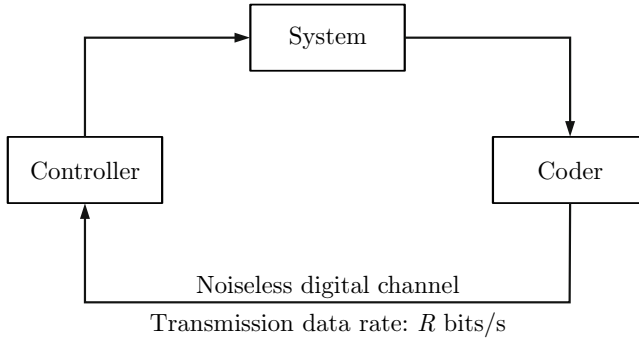 System
Controller
Coder
Noiseless digital channel
Transmission data rate: R bits/s